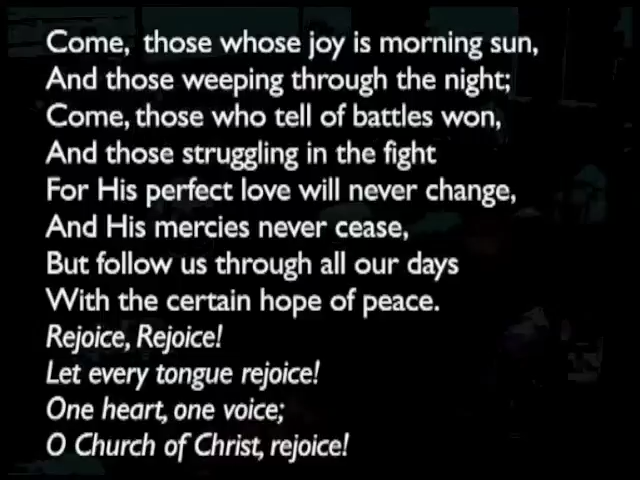 Come, those whose joy is morning sun,
And those weeping through the night;
Come, those who tell of battles won,
And those struggling in the fight
For His perfect love will never change,
And His mercies never cease,
But follow us through all our days
With the certain hope of peace.
Rejoice, Rejoice!
Let every tongue rejoice!
One heart, one voice;
O Church of Christ, rejoice!